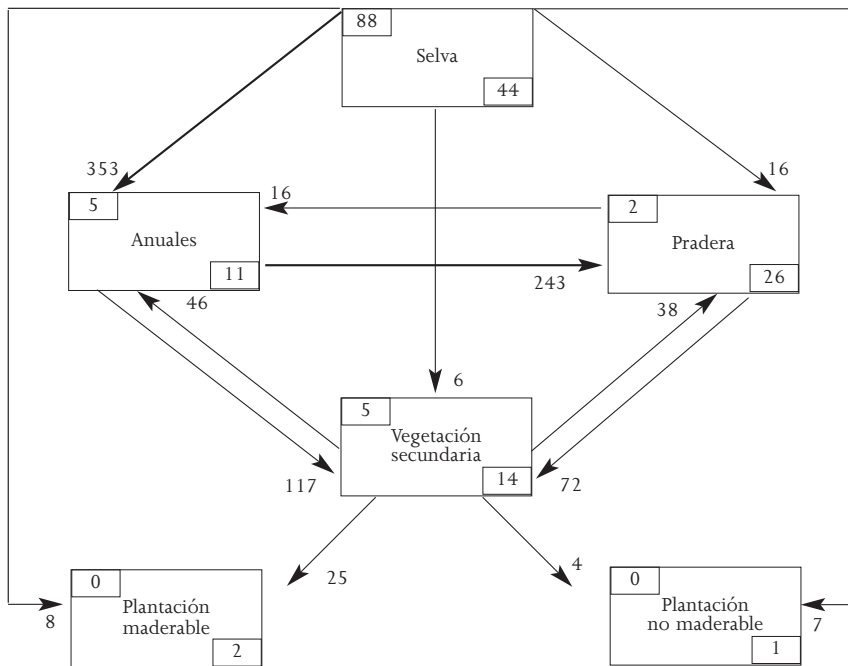 88
Selva
44
353
16
5
Anuales
11
16
243
2
Pradera
26
46
38
6
5
Vegetación
secundaria
14
117
72
25
4
0
Plantación
maderable
2
8
0
Plantación
no maderable
1
7